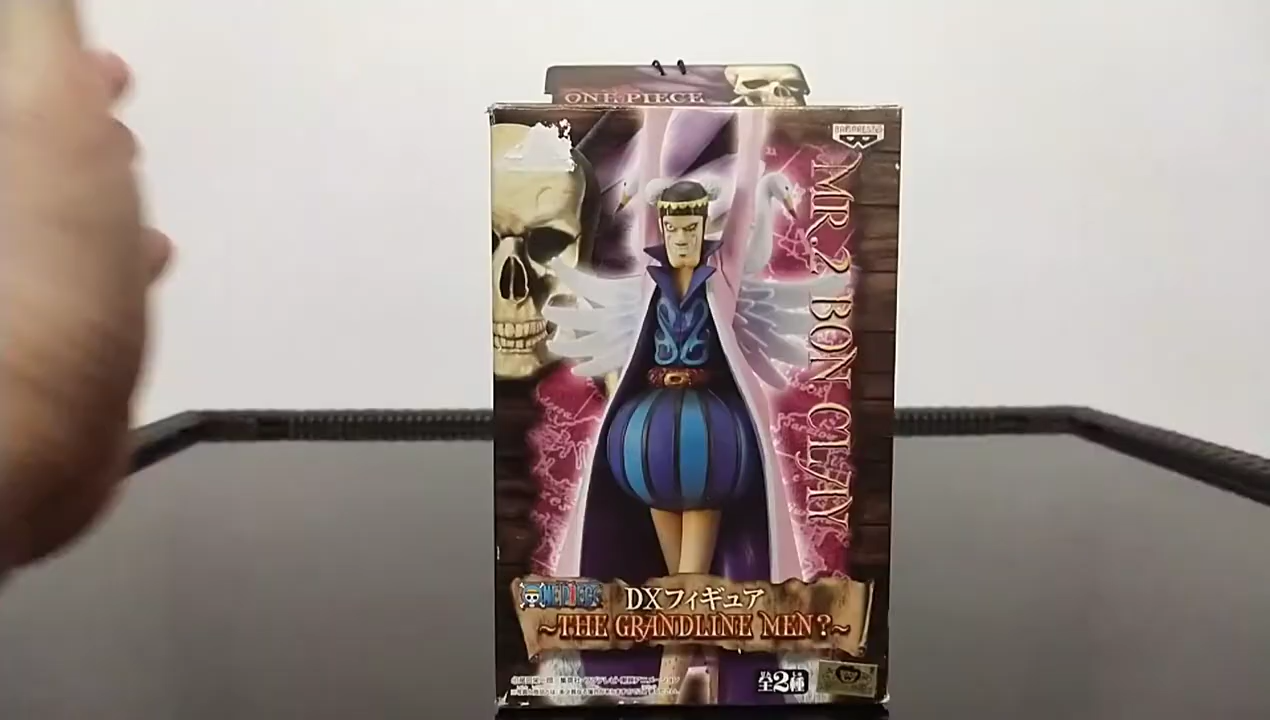 ONE PIECE
BANPRESTO
MR.2 BON CLAY
ONE PIECE
DXフィギュア
~THE GRANDLINE MEN?~
全2種